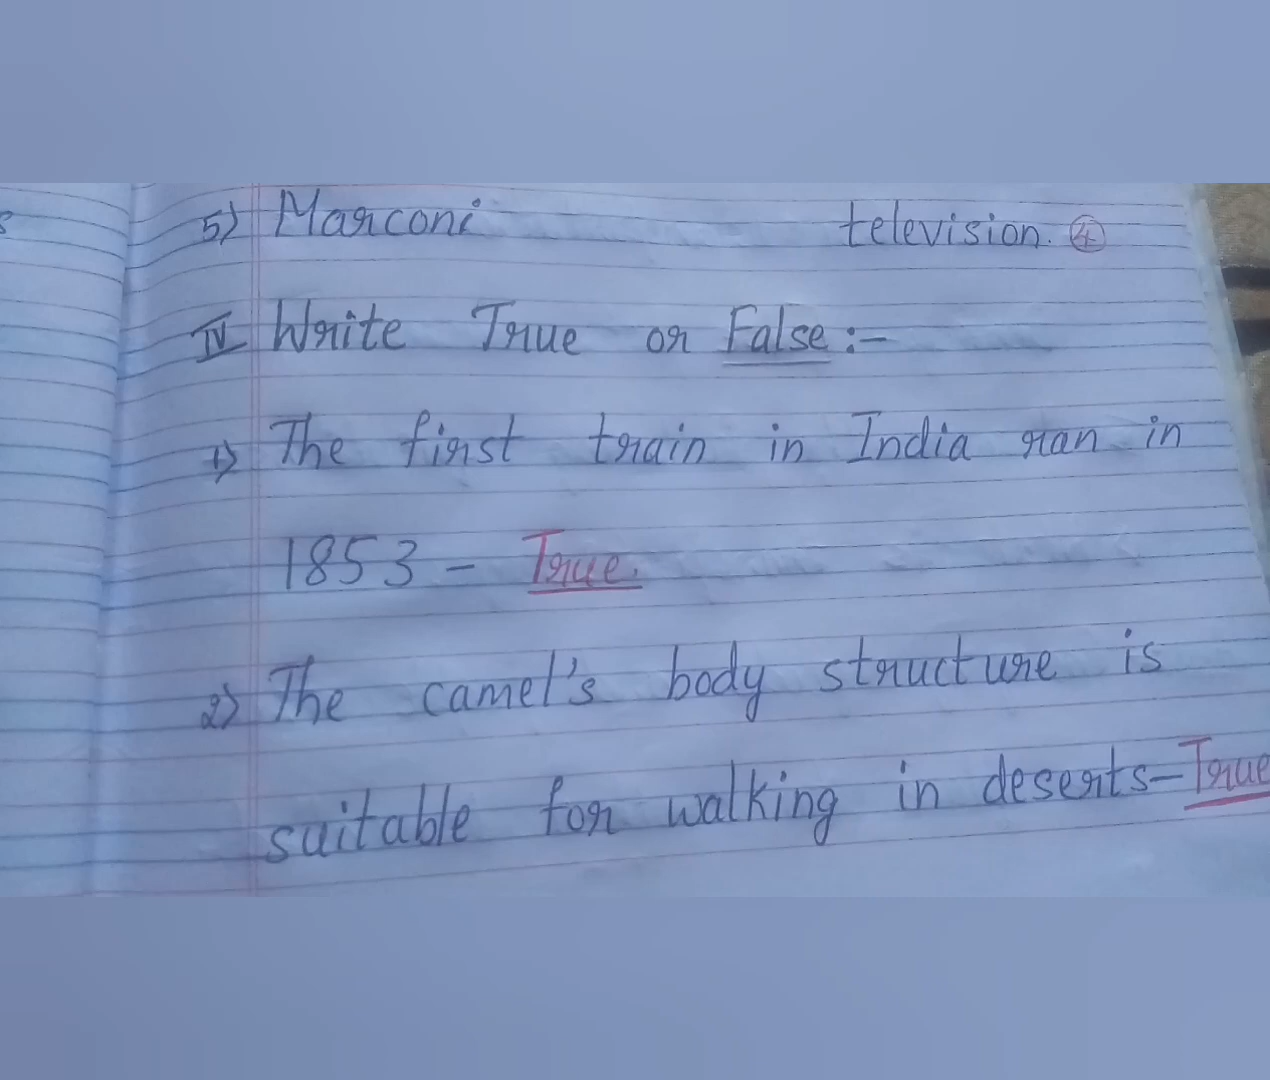 5) Marconi television. ④
IV Write True or False :-
1) The first train in India ran in
1853 - True.
2) The camel's body structure is
suitable for walking in deserts - True